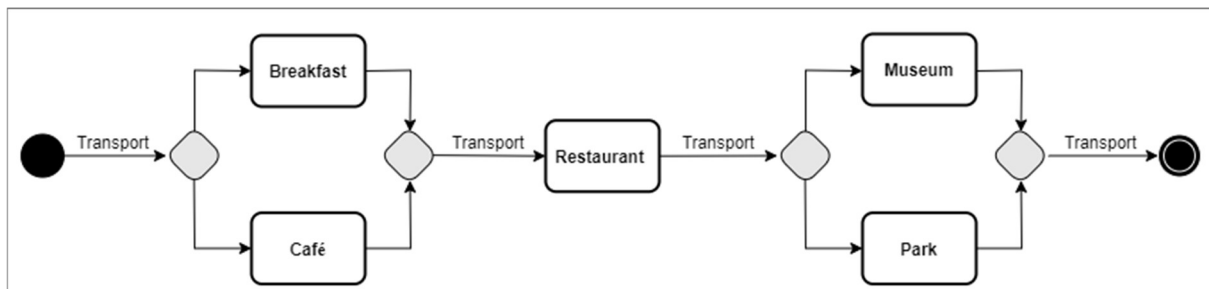 Breakfast
Museum
Transport
Transport
Restaurant
Transport
Transport
Café
Park